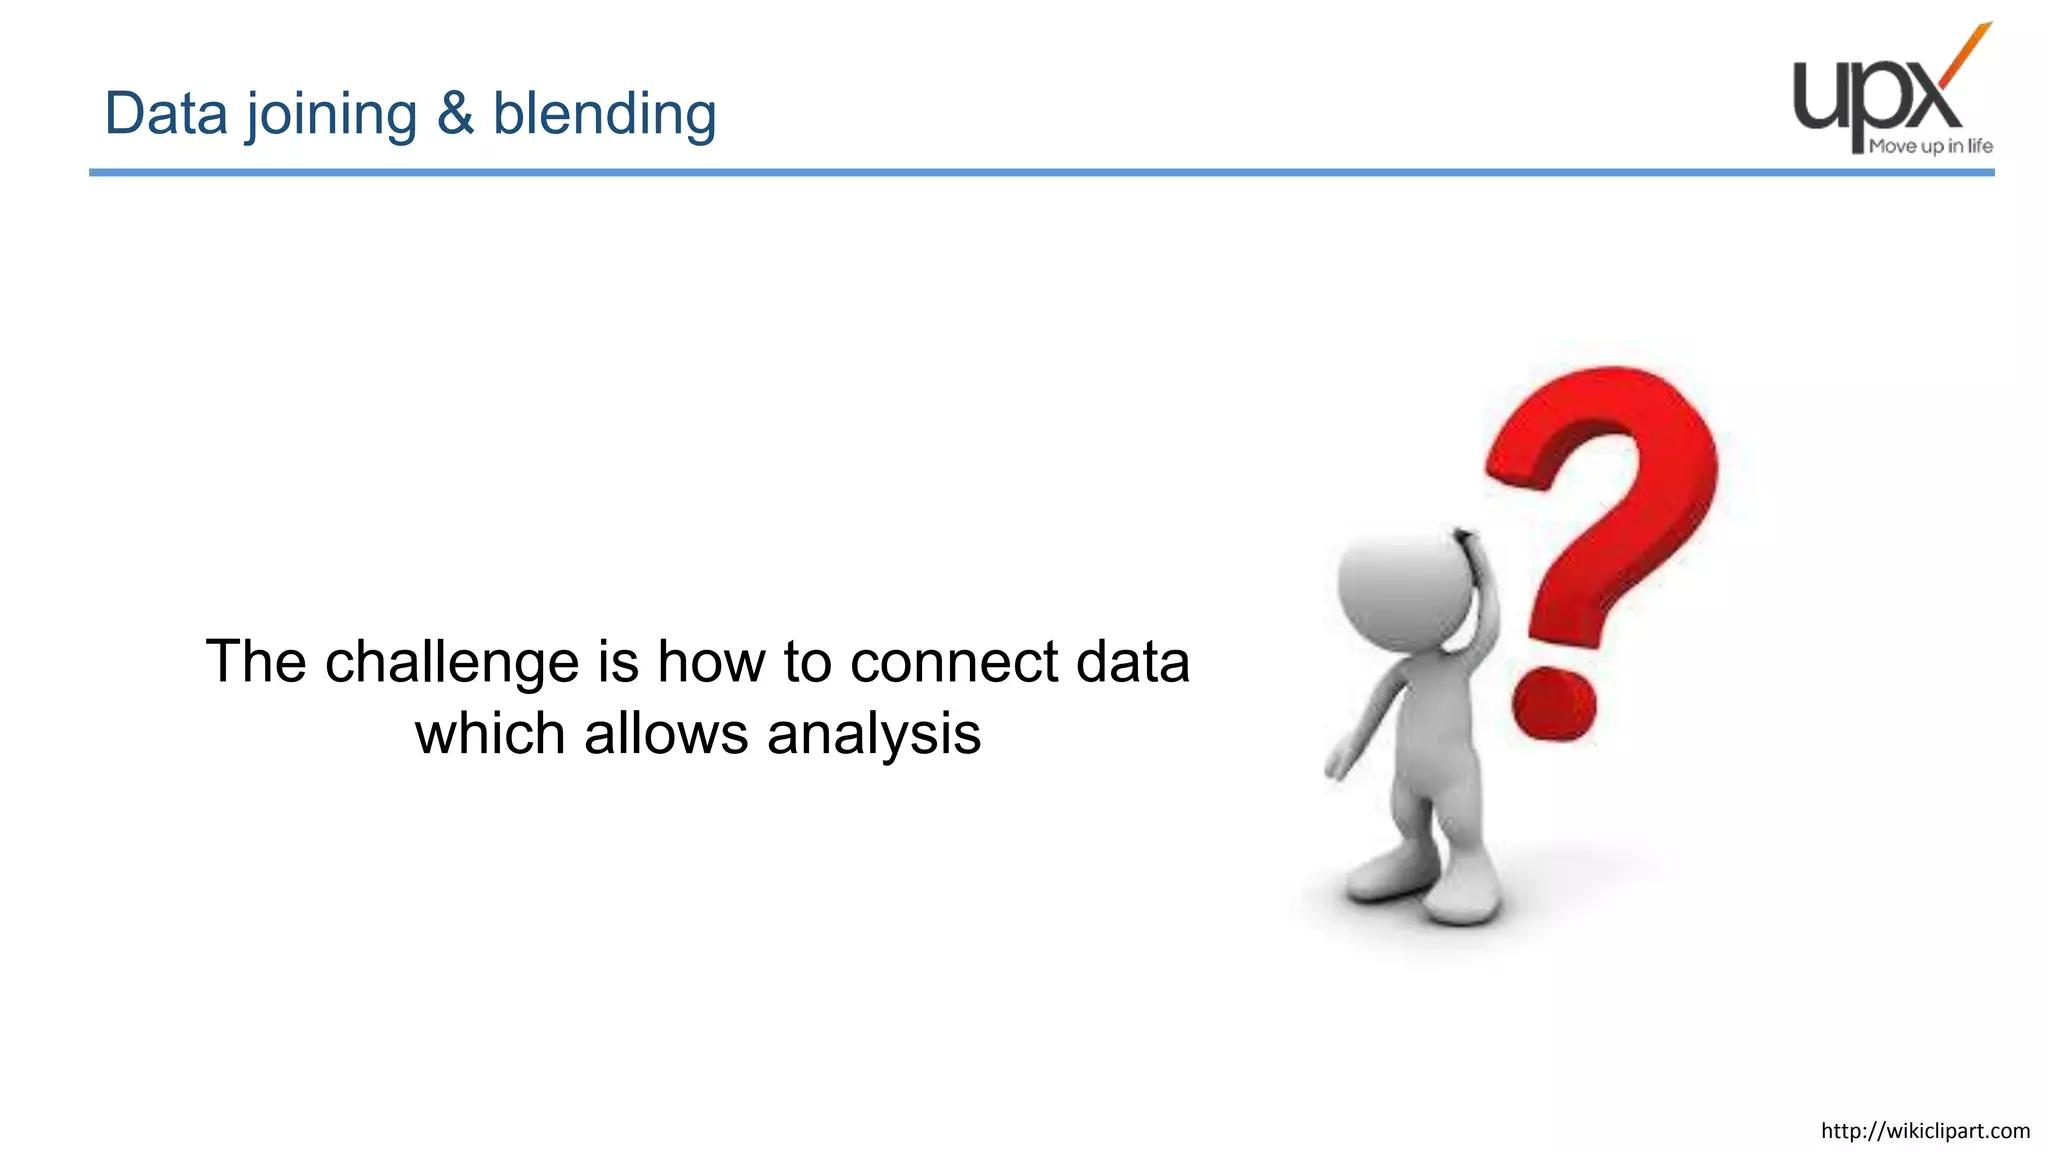 Data joining & blending
upx
Move up in life
The challenge is how to connect data
which allows analysis
http://wikiclipart.com